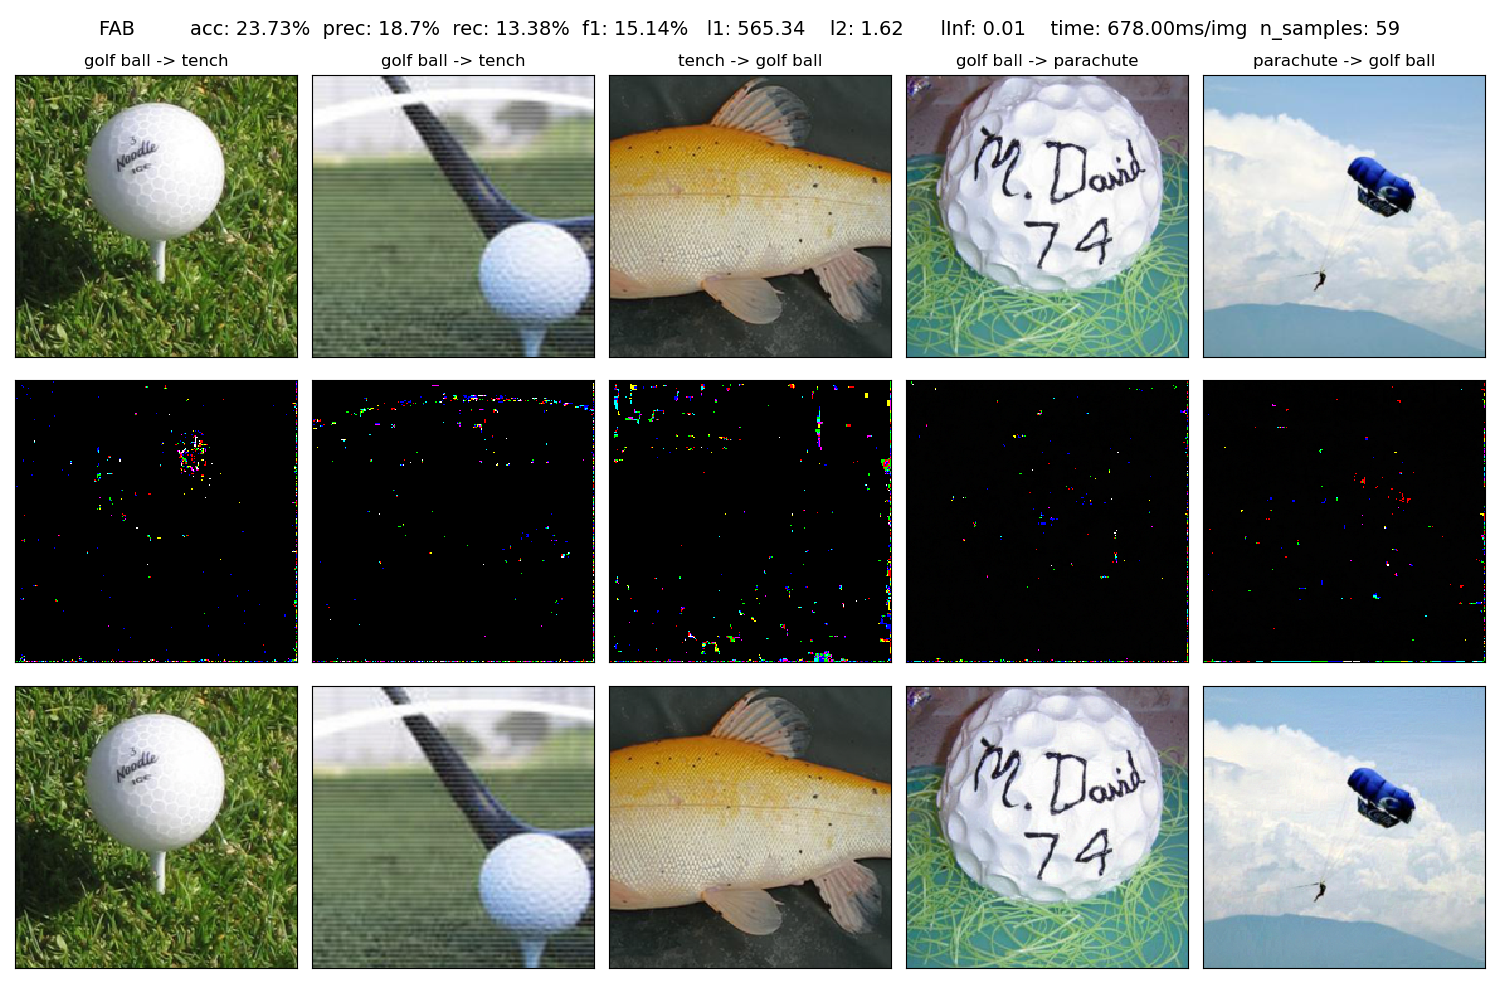 FAB acc: 23.73% prec: 18.7% rec: 13.38% f1: 15.14% l1: 565.34 l2: 1.62 lInf: 0.01 time: 678.00ms/img n_samples: 59
golf ball -> tench
golf ball -> tench
tench -> golf ball
golf ball -> parachute
parachute -> golf ball
3
Noodle
M. David
74
3
Noodle
M. David
74